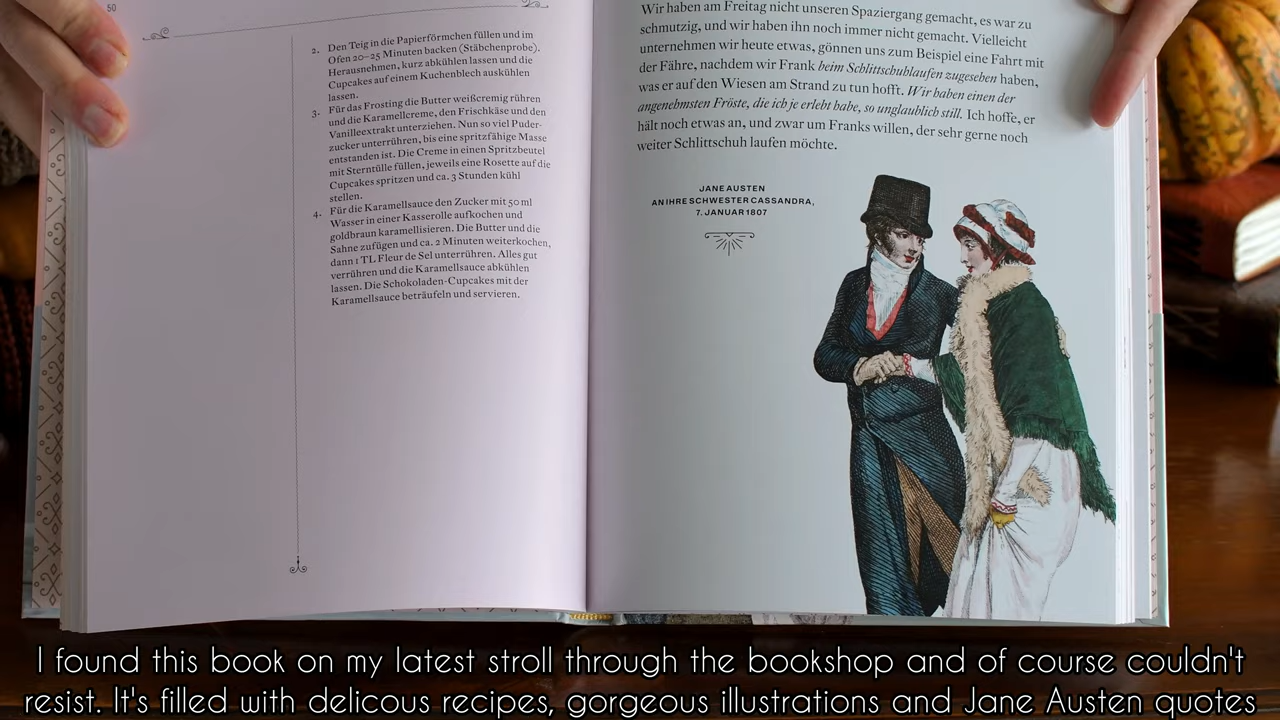 50
2. Den Teig in die Papierförmchen füllen und im
Ofen 20–25 Minuten backen (Stäbchenprobe).
Herausnehmen, kurz abkühlen lassen und die
Cupcakes auf einem Kuchenblech auskühlen
lassen.
3. Für das Frosting die Butter weißcremig rühren
und die Karamellcreme, den Frischkäse und den
Vanilleextrakt unterziehen. Nun so viel Puder-
zucker unterrühren, bis eine spritzfähige Masse
entstanden ist. Die Creme in einen Spritzbeutel
mit Sterntülle füllen, jeweils eine Rosette auf die
Cupcakes spritzen und ca. 3 Stunden kühl
stellen.
4. Für die Karamellsauce den Zucker mit 50 ml
Wasser in einer Kasserolle aufkochen und
goldbraun karamellisieren. Die Butter und die
Sahne zufügen und ca. 2 Minuten weiterkochen,
dann 1 TL Fleur de Sel unterrühren. Alles gut
verrühren und die Karamellsauce abkühlen
lassen. Die Schokoladen-Cupcakes mit der
Karamellsauce beträufeln und servieren.
Wir haben am Freitag nicht unseren Spaziergang gemacht, es war zu
schmutzig, und wir haben ihn noch immer nicht gemacht. Vielleicht
unternehmen wir heute etwas, gönnen uns zum Beispiel eine Fahrt mit
der Fähre, nachdem wir Frank beim Schlittschuhlaufen zugesehen haben,
was er auf den Wiesen am Strand zu tun hofft. Wir haben einen der
angenehmsten Fröste, die ich je erlebt habe, so unglaublich still. Ich hoffe, er
hält noch etwas an, und zwar um Franks willen, der sehr gerne noch
weiter Schlittschuh laufen möchte.
JANE AUSTEN
AN IHRE SCHWESTER CASSANDRA,
7. JANUAR 1807
I found this book on my latest stroll through the bookshop and of course couldn't
resist. It's filled with delicous recipes, gorgeous illustrations and Jane Austen quotes